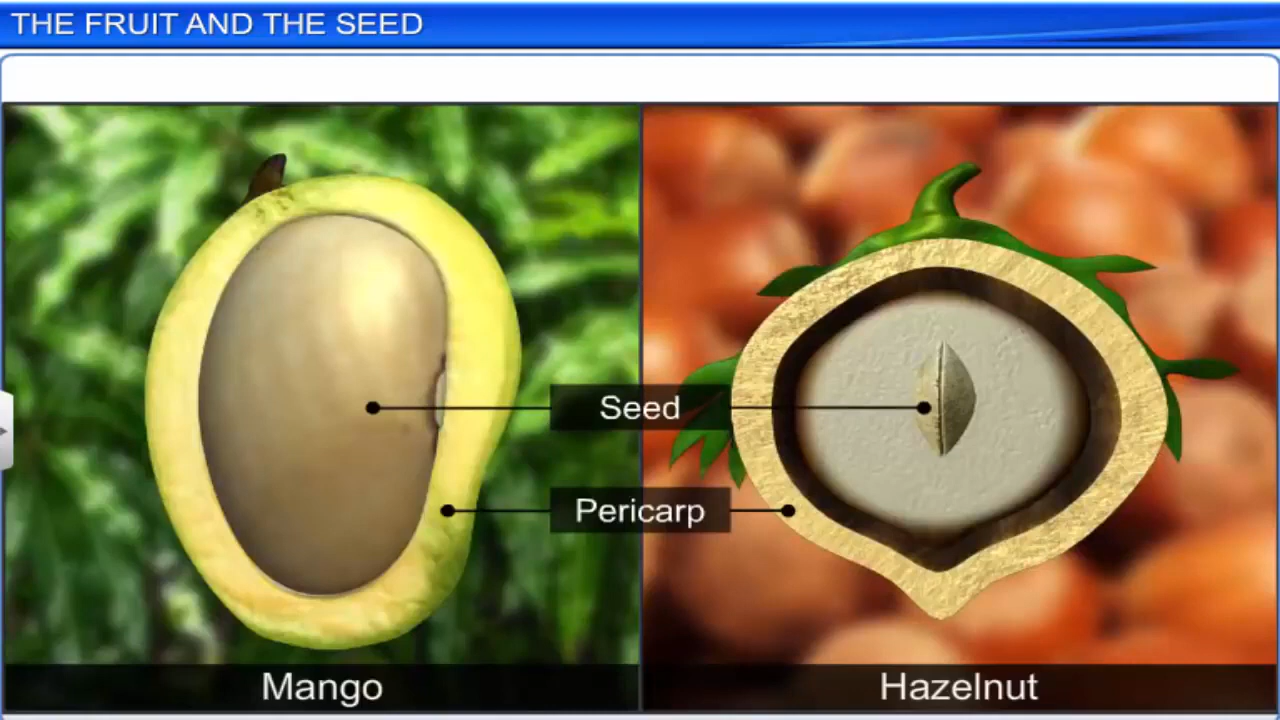 THE FRUIT AND THE SEED
Seed
Pericarp
Mango
Hazelnut